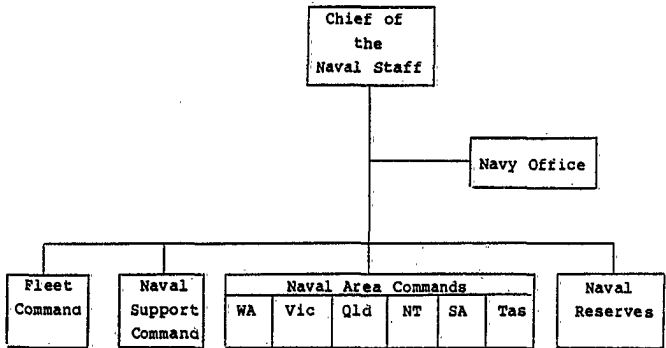 Chief of
the
Naval Staff
Navy Office
Fleet
Command
Naval
Support
Command
Naval Area Commands
WA Vic Qld NT SA Tas
Naval
Reserves